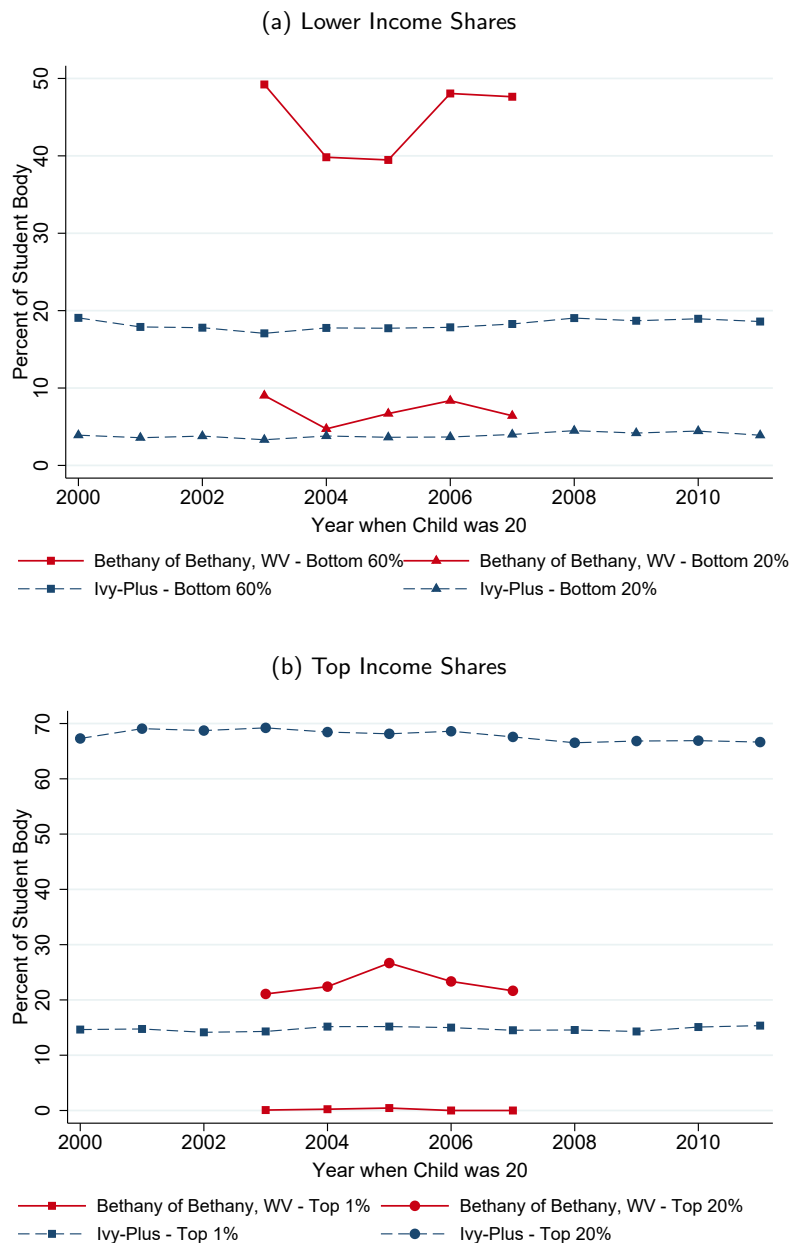 (a) Lower Income Shares
Percent of Student Body
50
40
30
20
10
0
2000 2002 2004 2006 2008 2010
Year when Child was 20
Bethany of Bethany, WV - Bottom 60% Bethany of Bethany, WV - Bottom 20%
Ivy-Plus - Bottom 60% Ivy-Plus - Bottom 20%
(b) Top Income Shares
Percent of Student Body
70
60
50
40
30
20
10
0
2000 2002 2004 2006 2008 2010
Year when Child was 20
Bethany of Bethany, WV - Top 1% Bethany of Bethany, WV - Top 20%
Ivy-Plus - Top 1% Ivy-Plus - Top 20%